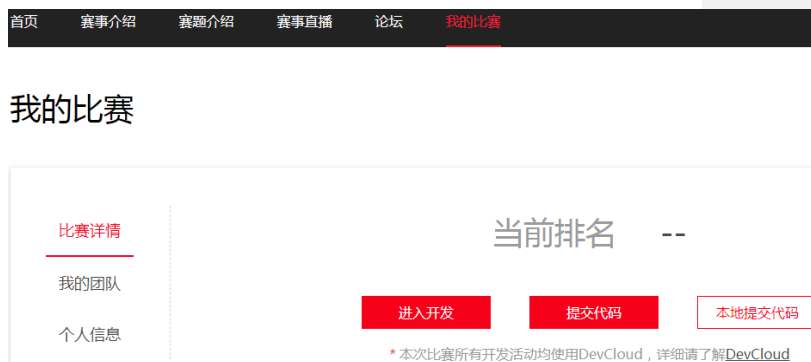 首页 赛事介绍 赛题介绍 赛事直播 论坛 我的比赛
我的比赛
比赛详情
我的团队
个人信息
当前排名 --
进入开发 提交代码 本地提交代码
* 本次比赛所有开发活动均使用DevCloud，详细请了解DevCloud